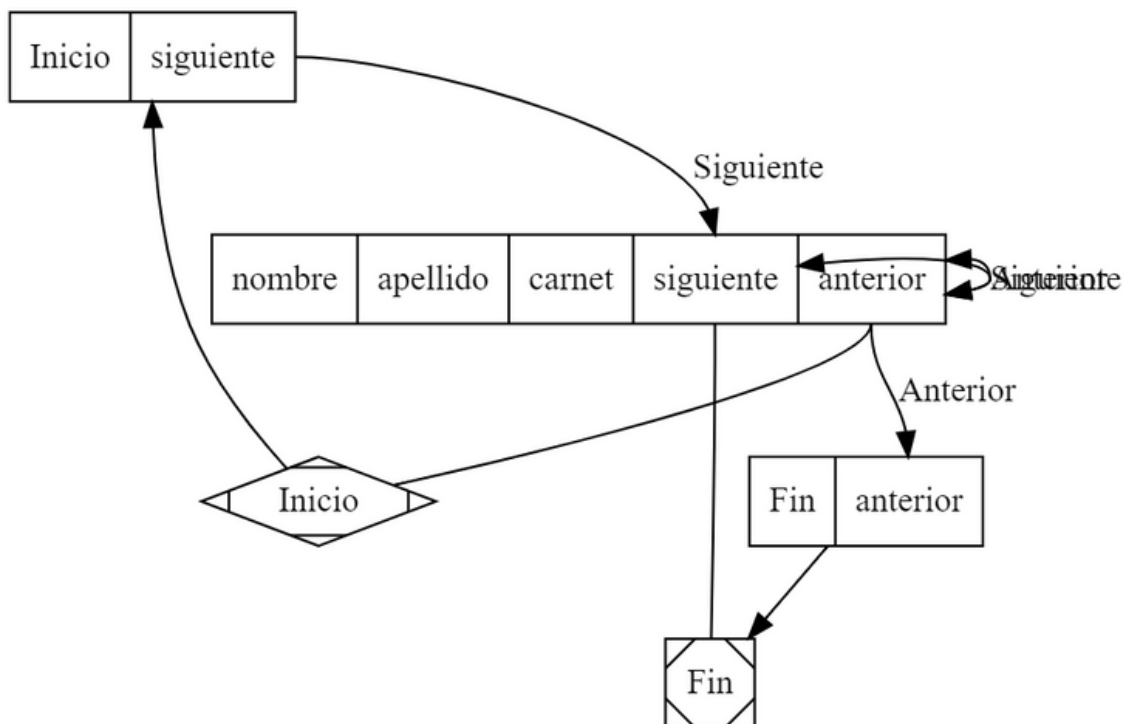 Inicio siguiente
Siguiente
nombre apellido carnet siguiente anterior
Anterior
Inicio
Fin anterior
Fin